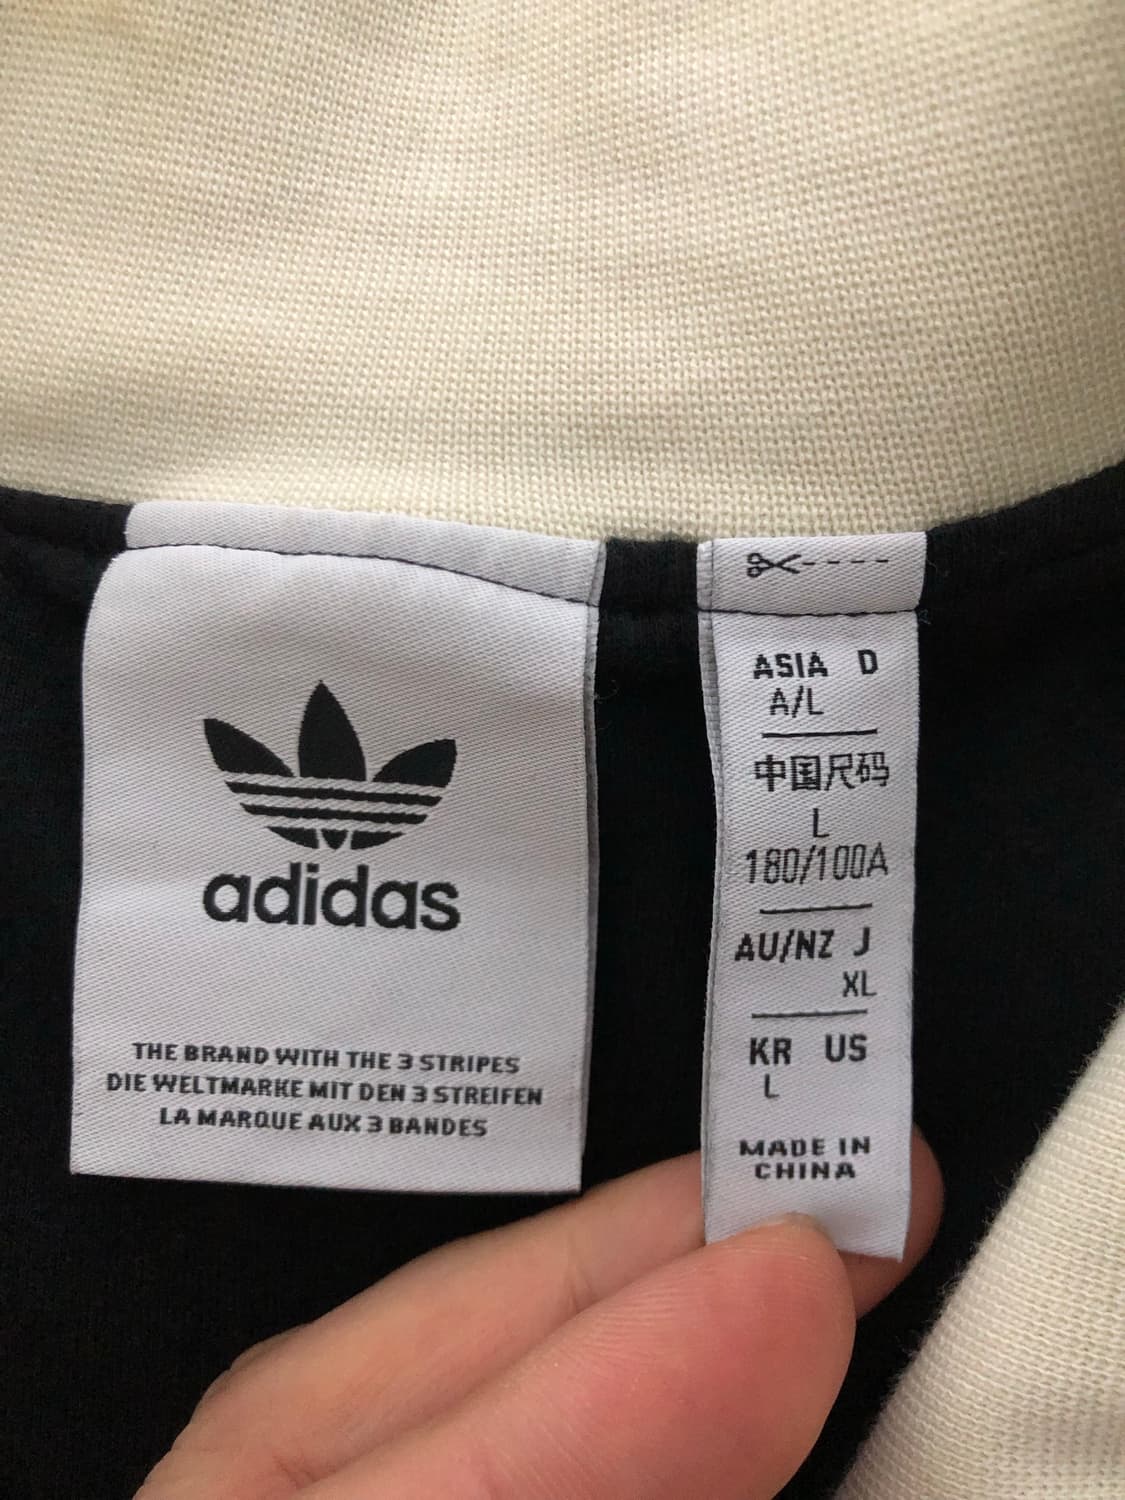 adidas
THE BRAND WITH THE 3 STRIPES
DIE WELTMARKE MIT DEN 3 STREIFEN
LA MARQUE AUX 3 BANDES
ASIA D
A/L
中国尺码
L
180/100A
AU/NZ J
XL
KR US
L
MADE IN
CHINA